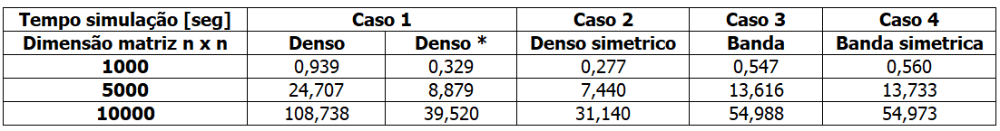 Tempo simulação [seg] Caso 1 Caso 2 Caso 3 Caso 4
Dimensão matriz n x n Denso Denso * Denso simetrico Banda Banda simetrica
1000 0,939 0,329 0,277 0,547 0,560
5000 24,707 8,879 7,440 13,616 13,733
10000 108,738 39,520 31,140 54,988 54,973